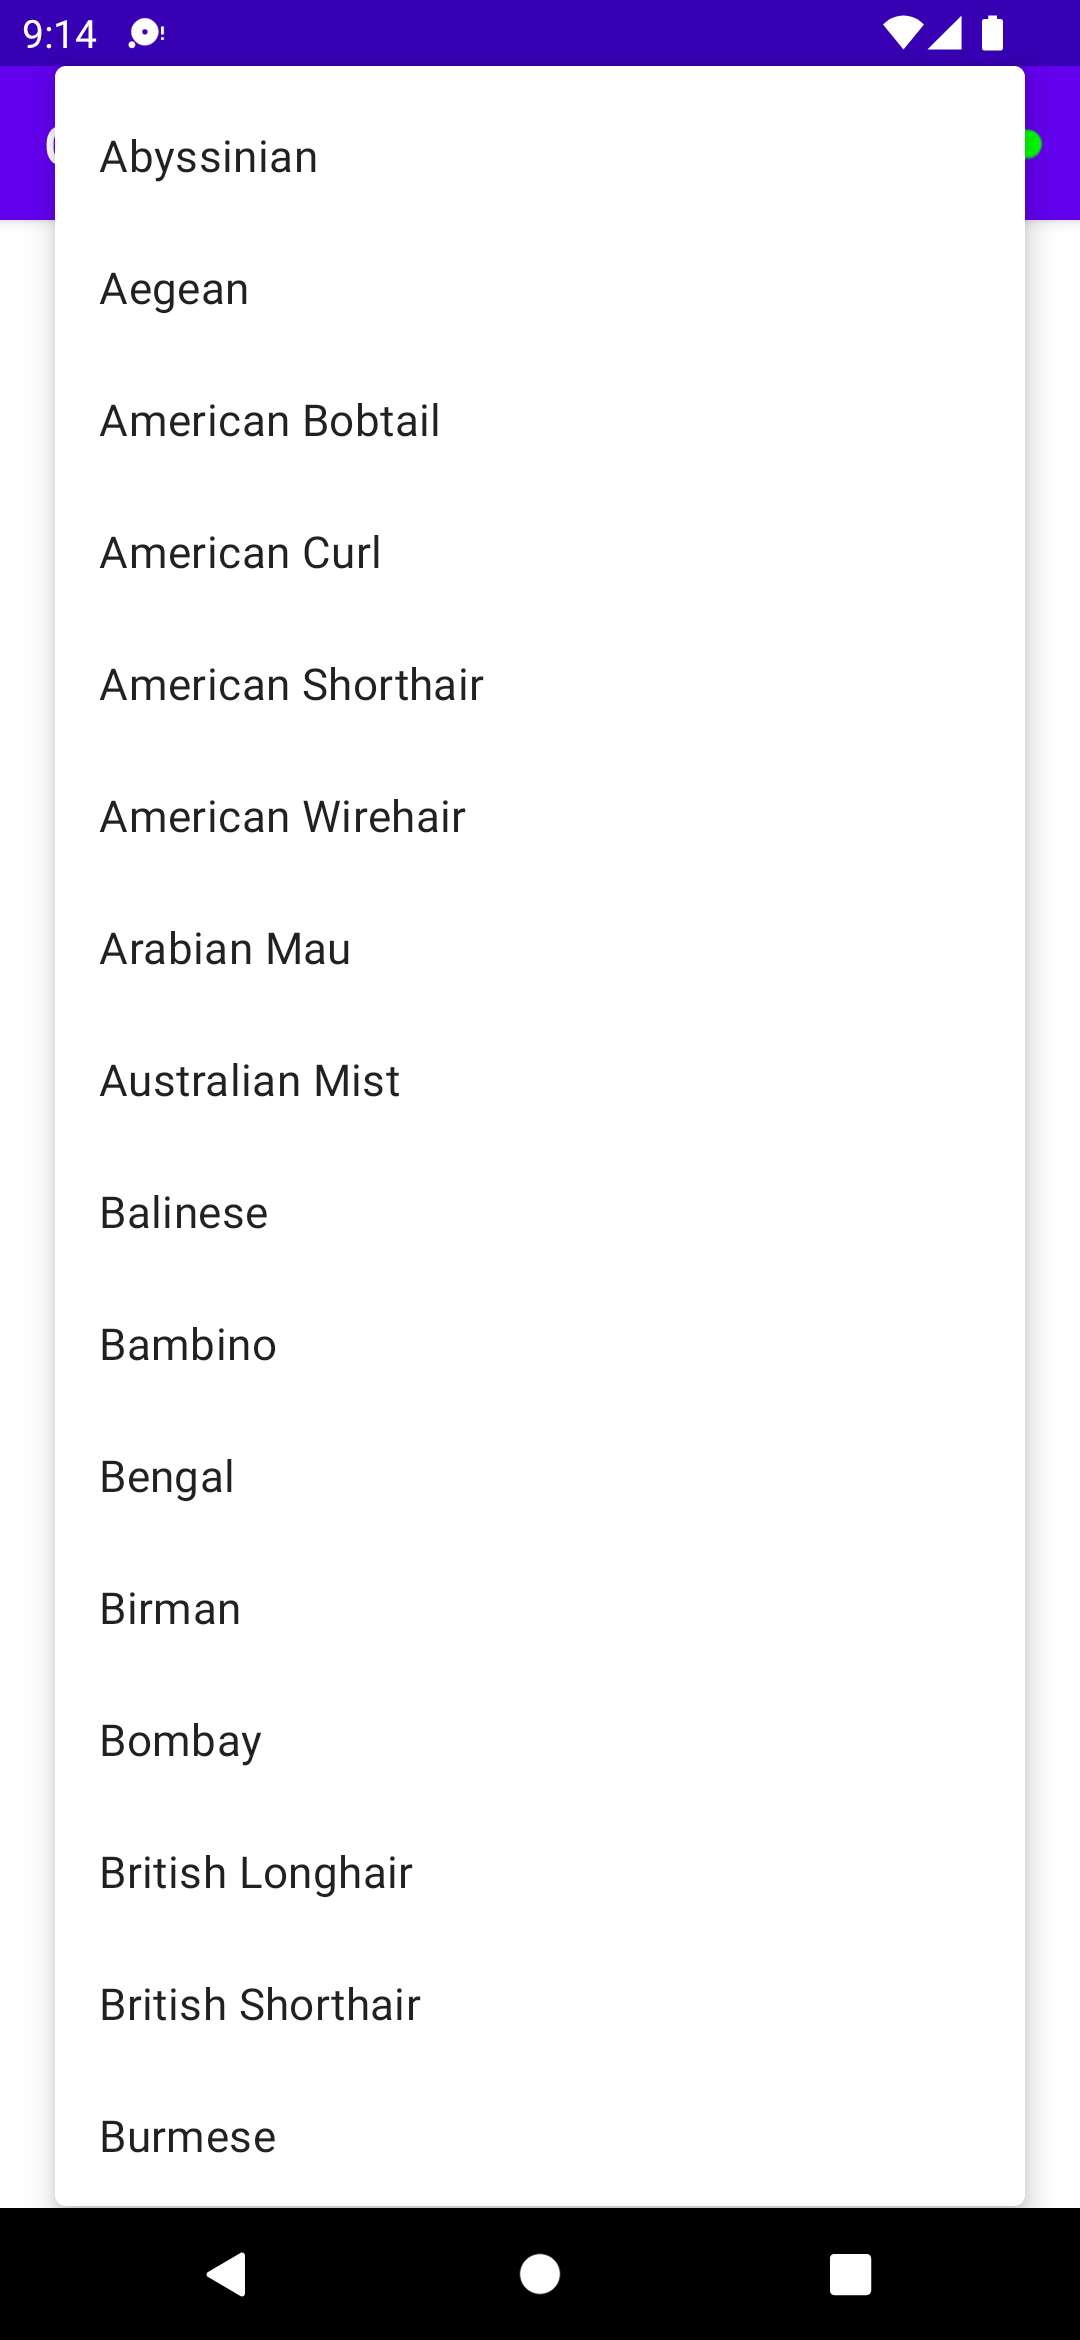 9:14
Abyssinian
Aegean
American Bobtail
American Curl
American Shorthair
American Wirehair
Arabian Mau
Australian Mist
Balinese
Bambino
Bengal
Birman
Bombay
British Longhair
British Shorthair
Burmese